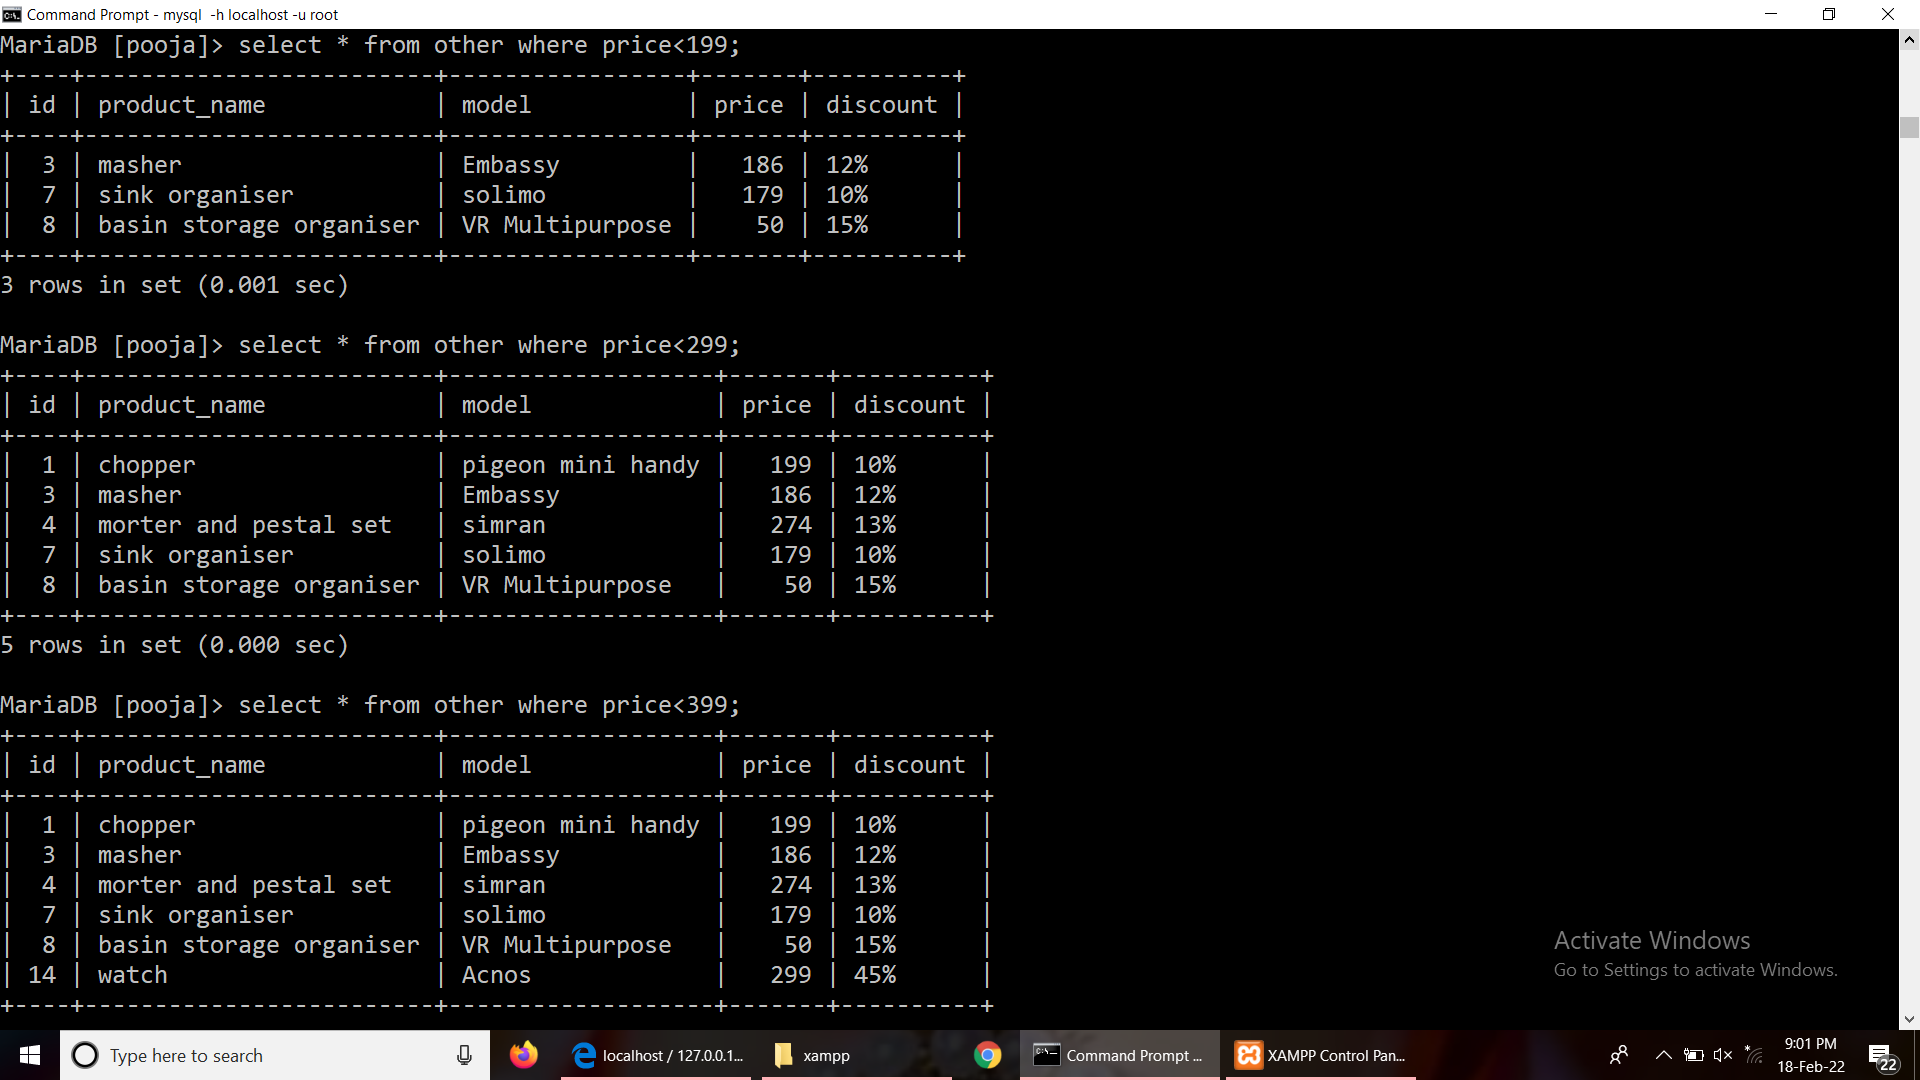 Command Prompt - mysql  -h localhost -u root
MariaDB [pooja]> select * from other where price<199;
+----+-------------------------+-----------------+-------+----------+
| id | product_name            | model           | price | discount |
+----+-------------------------+-----------------+-------+----------+
|  3 | masher                  | Embassy         |   186 | 12%      |
|  7 | sink organiser          | solimo          |   179 | 10%      |
|  8 | basin storage organiser | VR Multipurpose |    50 | 15%      |
+----+-------------------------+-----------------+-------+----------+
3 rows in set (0.001 sec)
MariaDB [pooja]> select * from other where price<299;
+----+-------------------------+-------------------+-------+----------+
| id | product_name            | model             | price | discount |
+----+-------------------------+-------------------+-------+----------+
|  1 | chopper                 | pigeon mini handy |   199 | 10%      |
|  3 | masher                  | Embassy           |   186 | 12%      |
|  4 | morter and pestal set   | simran            |   274 | 13%      |
|  7 | sink organiser          | solimo            |   179 | 10%      |
|  8 | basin storage organiser | VR Multipurpose   |    50 | 15%      |
+----+-------------------------+-------------------+-------+----------+
5 rows in set (0.000 sec)
MariaDB [pooja]> select * from other where price<399;
+----+-------------------------+-------------------+-------+----------+
| id | product_name            | model             | price | discount |
+----+-------------------------+-------------------+-------+----------+
|  1 | chopper                 | pigeon mini handy |   199 | 10%      |
|  3 | masher                  | Embassy           |   186 | 12%      |
|  4 | morter and pestal set   | simran            |   274 | 13%      |
|  7 | sink organiser          | solimo            |   179 | 10%      |
|  8 | basin storage organiser | VR Multipurpose   |    50 | 15%      |
| 14 | watch                   | Acnos             |   299 | 45%      |
+----+-------------------------+-------------------+-------+----------+
Activate Windows
Go to Settings to activate Windows.
Type here to search
localhost / 127.0.0.1...
xampp
Command Prompt ...
XAMPP Control Pan...
9:01 PM
18-Feb-22
22